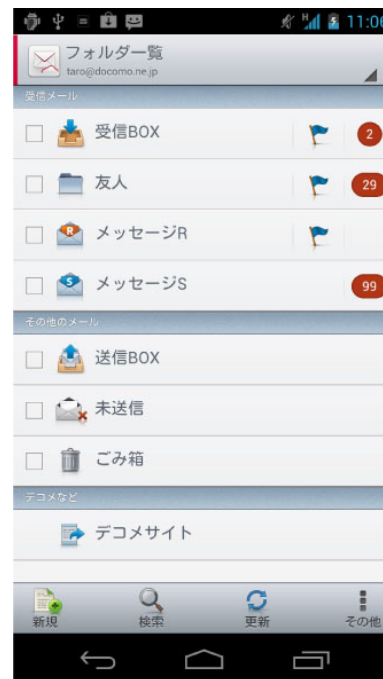 H 11:06
フォルダ一覧
taro@docomo.ne.jp
受信メール
受信BOX 2
友人 29
メッセージR
メッセージS 99
その他のメール
送信BOX
未送信
ごみ箱
デコメなど
デコメサイト
新規 検索 更新 その他